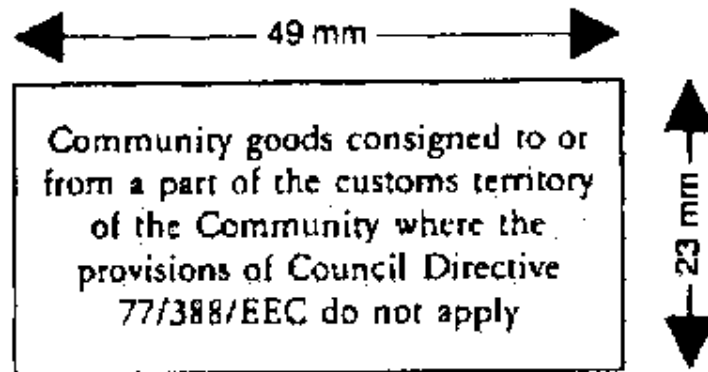 49 mm
Community goods consigned to or
from a part of the customs territory
of the Community where the
provisions of Council Directive
77/388/EEC do not apply
23 mm